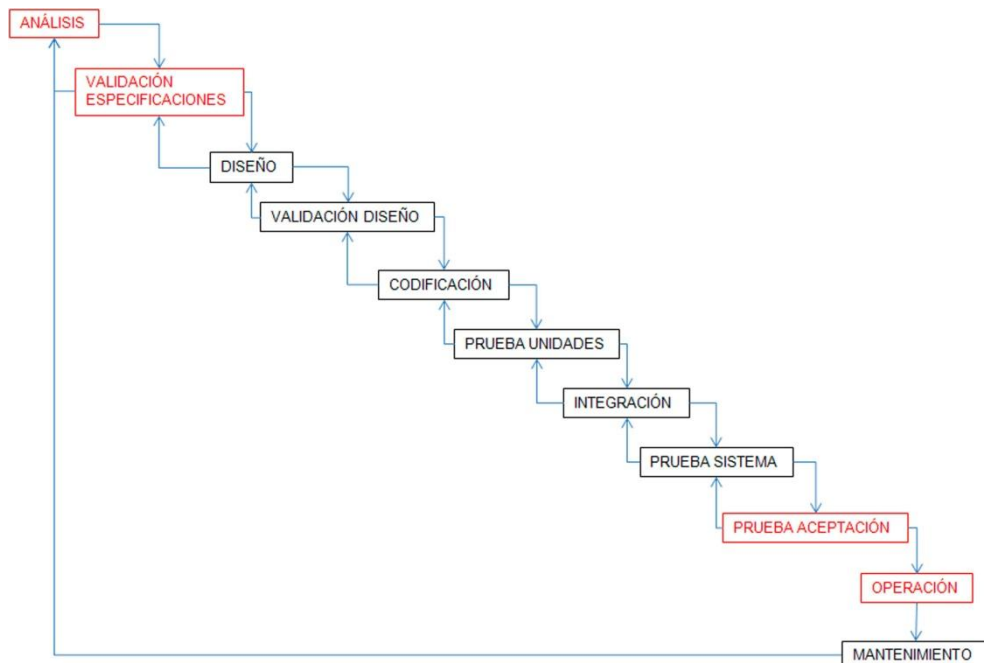 ANÁLISIS
VALIDACIÓN
ESPECIFICACIONES
DISEÑO
VALIDACIÓN DISEÑO
CODIFICACIÓN
PRUEBA UNIDADES
INTEGRACIÓN
PRUEBA SISTEMA
PRUEBA ACEPTACIÓN
OPERACIÓN
MANTENIMIENTO